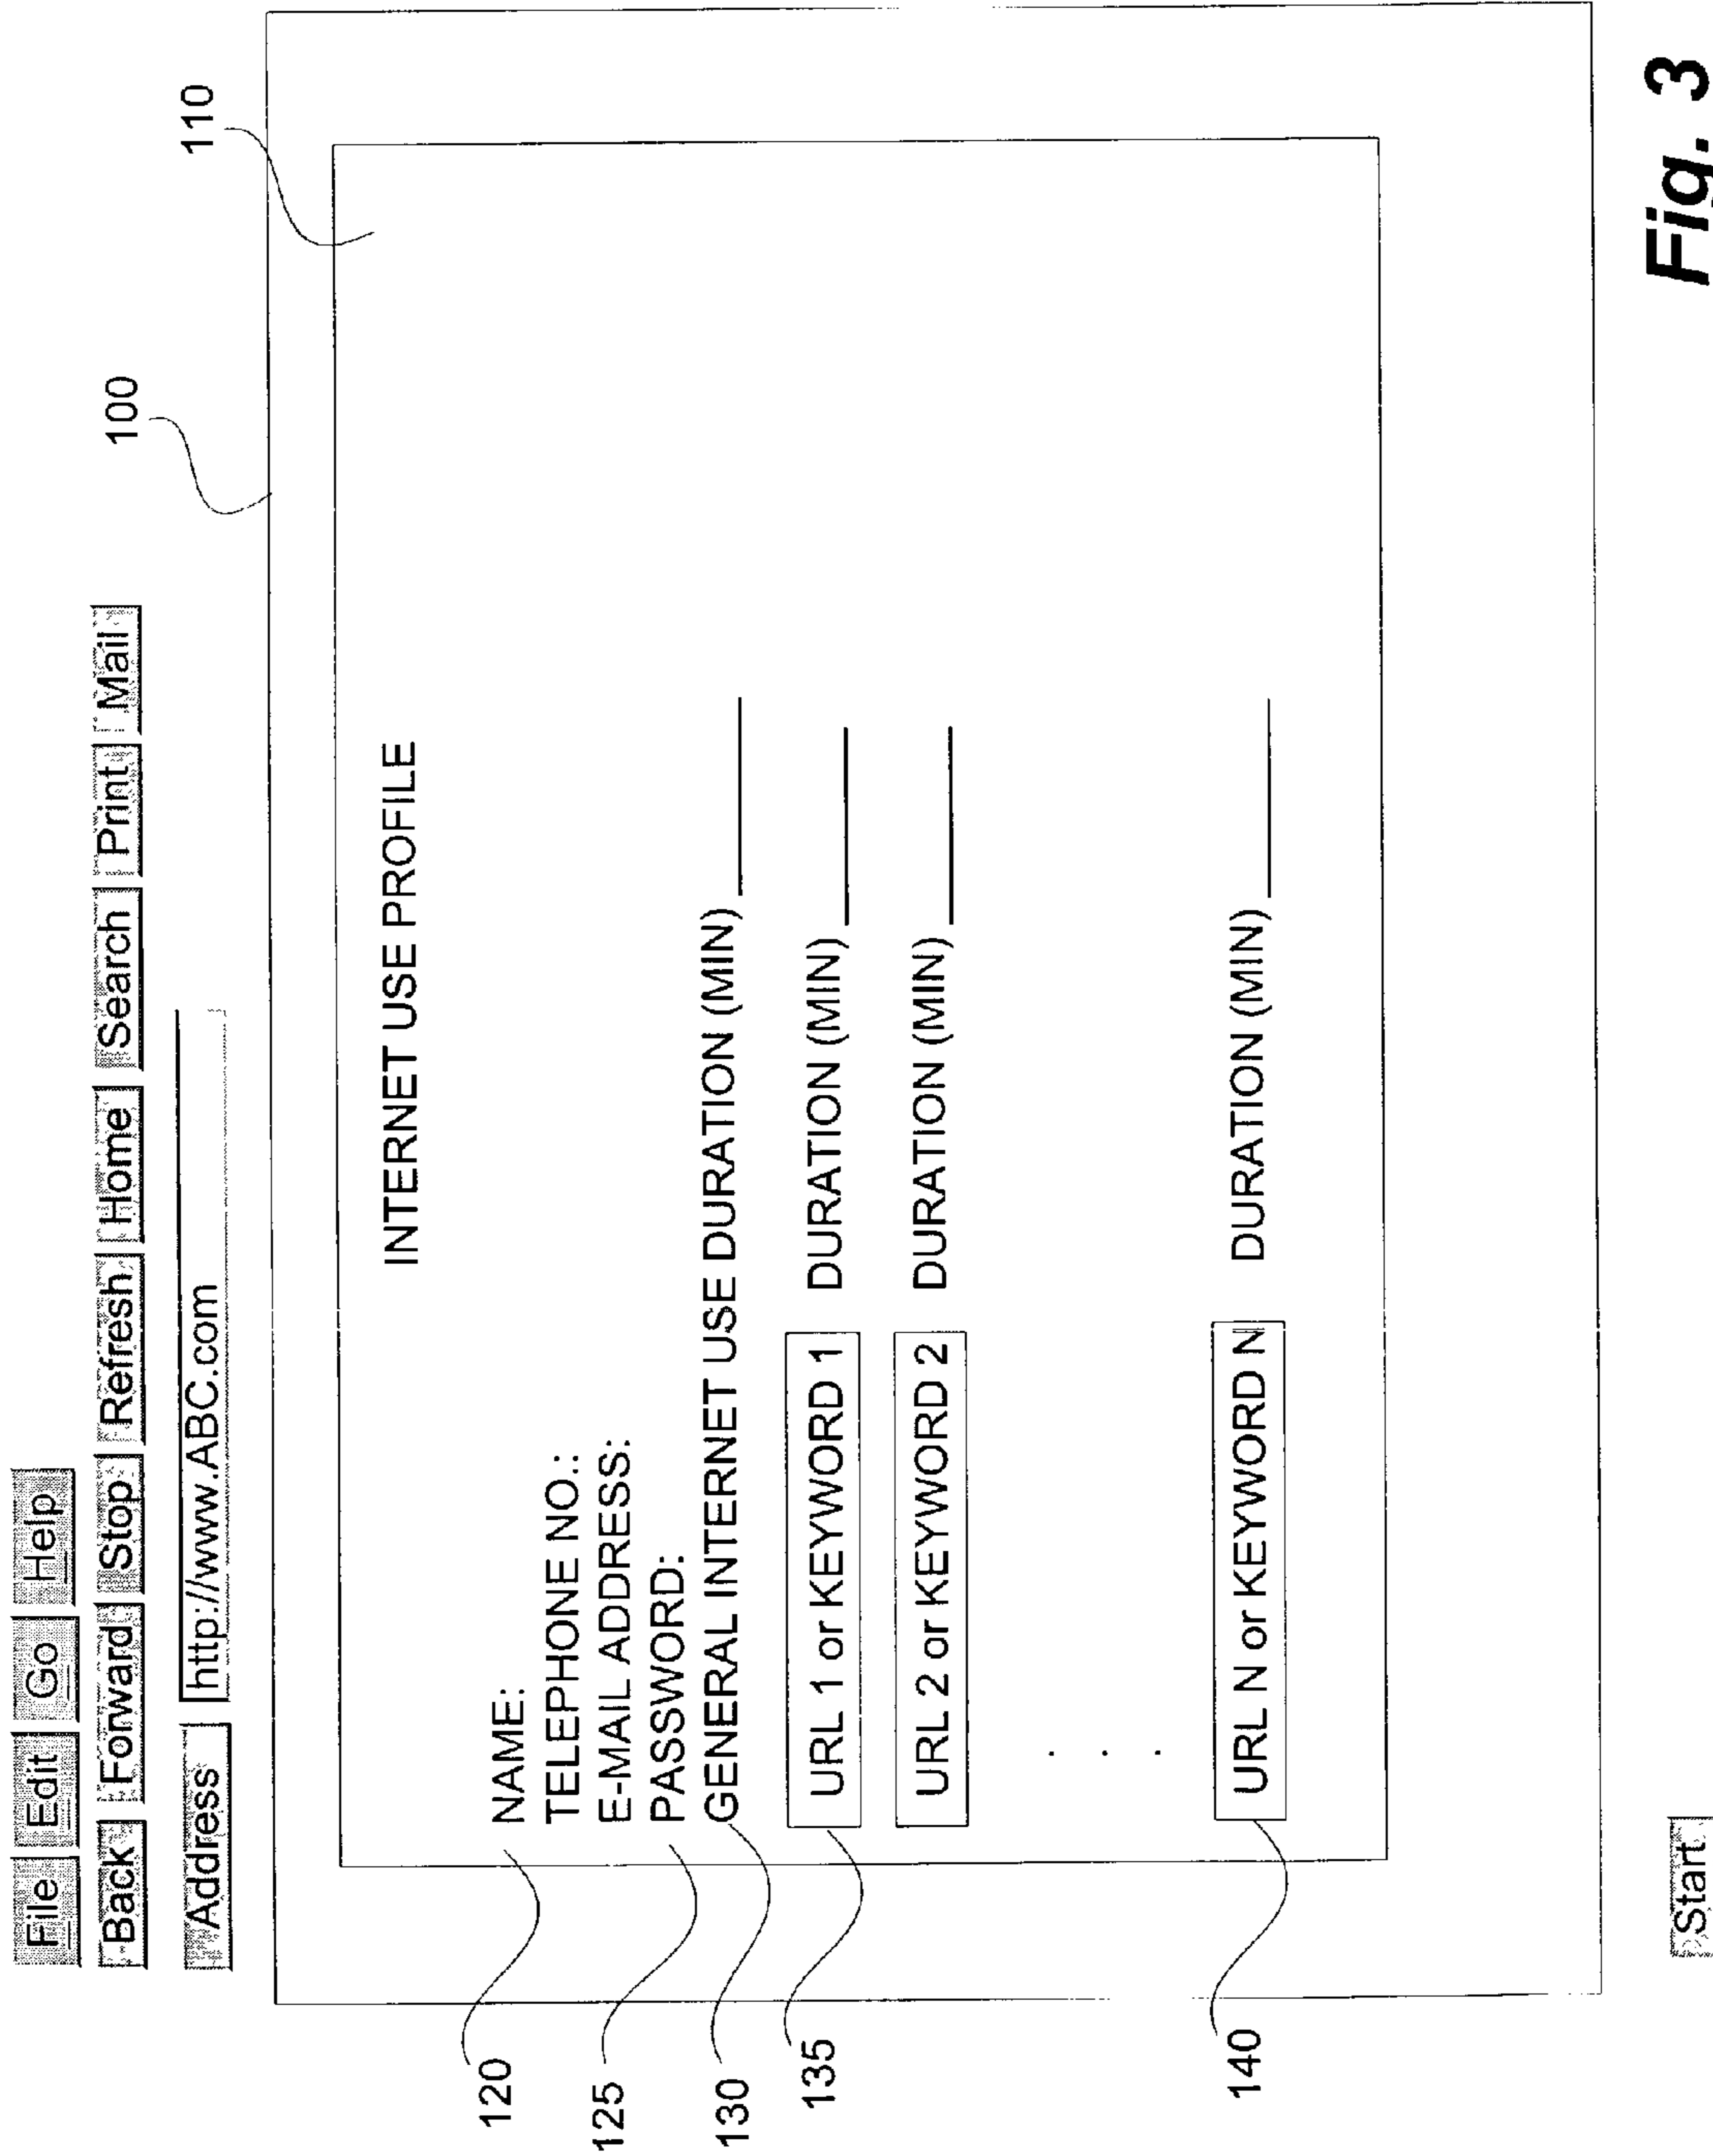 File Edit Go Help
Back Forward Stop Refresh Home Search Print Mail
Address http://www.ABC.com
100
110
INTERNET USE PROFILE
120 NAME:
TELEPHONE NO.:
E-MAIL ADDRESS:
125 PASSWORD:
130 GENERAL INTERNET USE DURATION (MIN)
135 URL 1 or KEYWORD 1 DURATION (MIN)
URL 2 or KEYWORD 2 DURATION (MIN)
. . .
140 URL N or KEYWORD N DURATION (MIN)
Start
Fig. 3